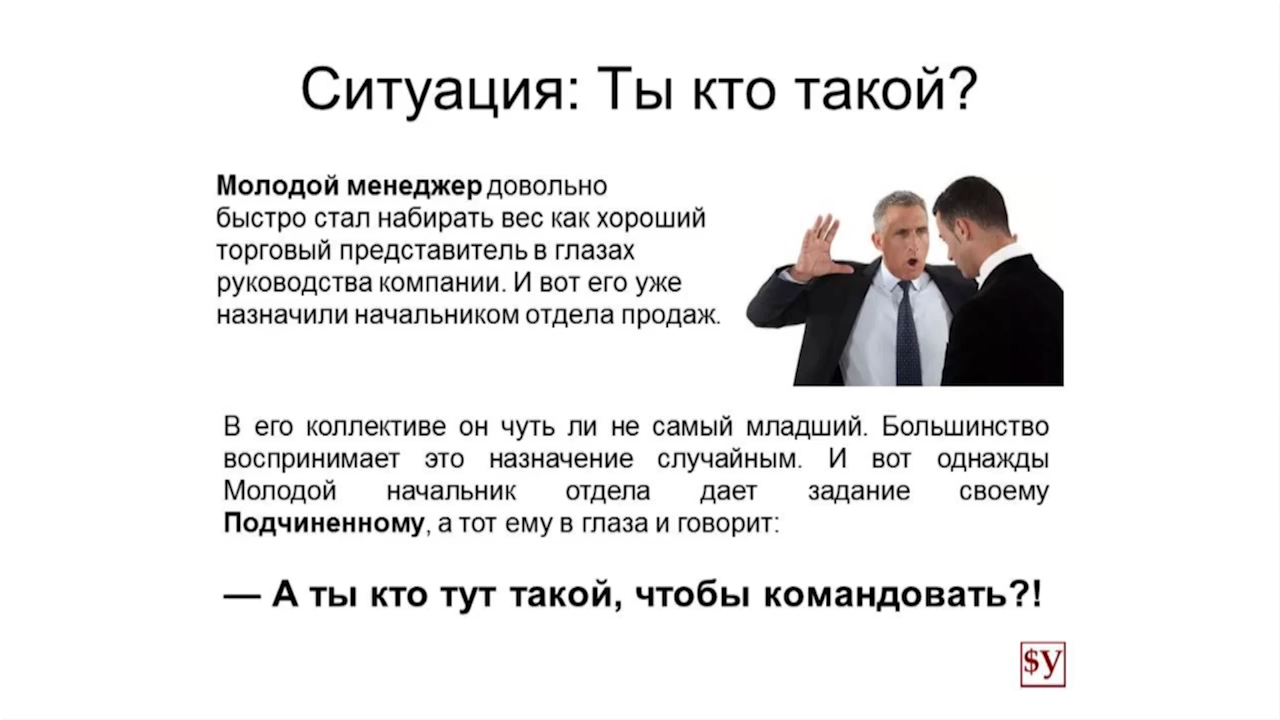 Ситуация: Ты кто такой?
Молодой менеджер довольно
быстро стал набирать вес как хороший
торговый представитель в глазах
руководства компании. И вот его уже
назначили начальником отдела продаж.
В его коллективе он чуть ли не самый младший. Большинство
воспринимает это назначение случайным. И вот однажды
Молодой начальник отдела дает задание своему
Подчиненному, а тот ему в глаза и говорит:
— А ты кто тут такой, чтобы командовать?!
$У